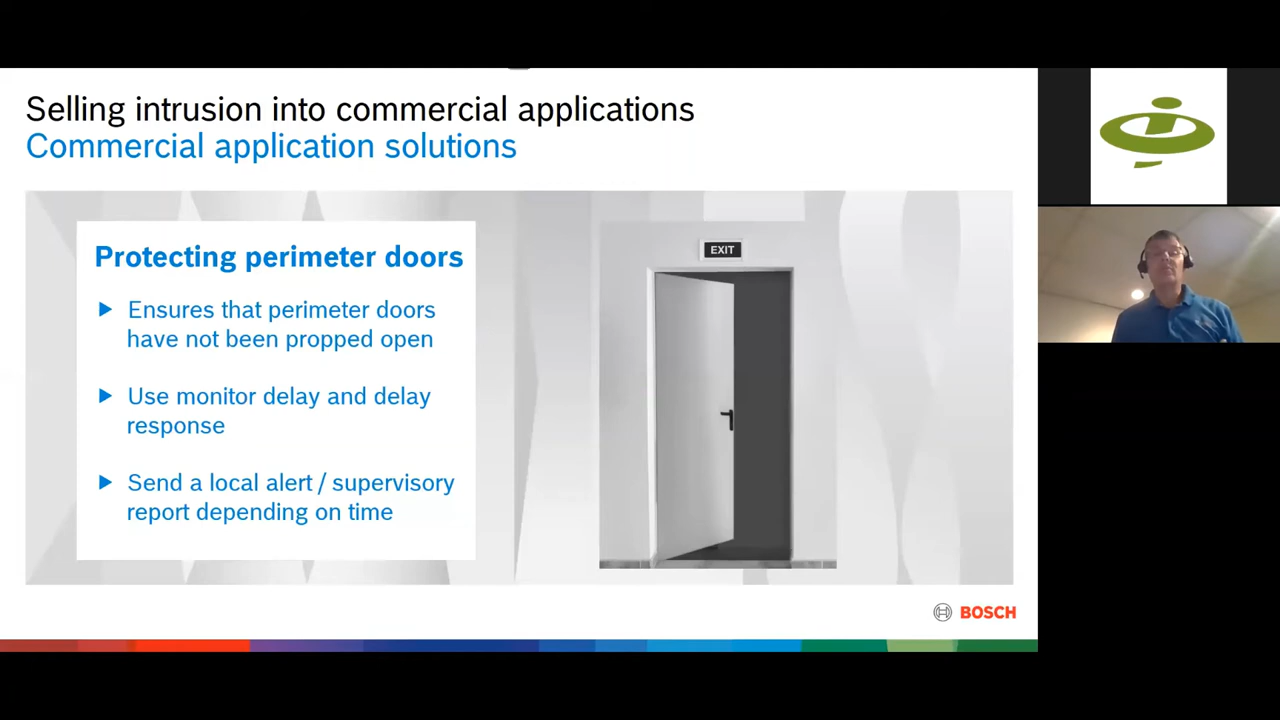 Selling intrusion into commercial applications
Commercial application solutions
Protecting perimeter doors
Ensures that perimeter doors
have not been propped open
Use monitor delay and delay
response
Send a local alert / supervisory
report depending on time
EXIT
BOSCH